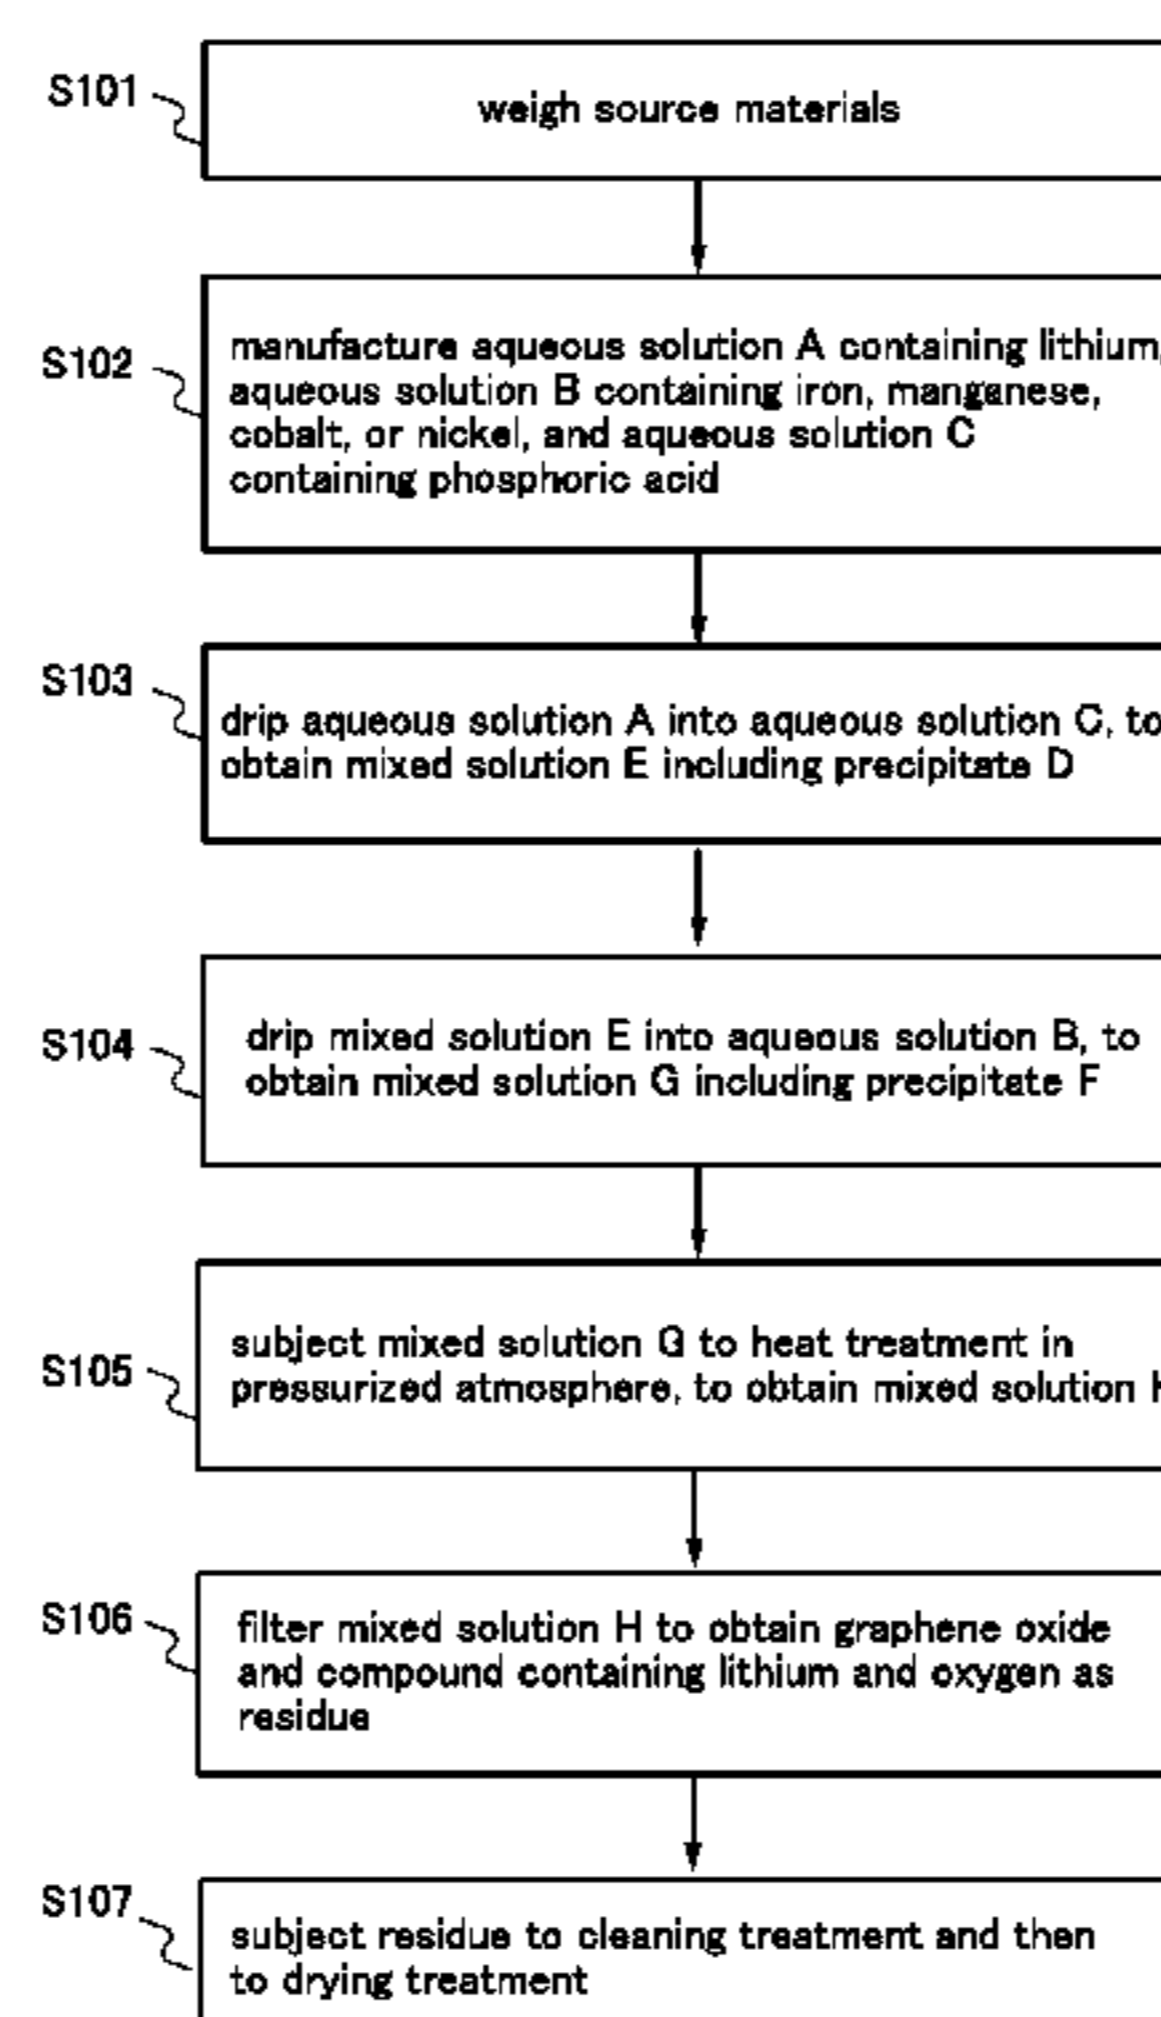 S101
weigh source materials
S102
manufacture aqueous solution A containing lithium,
aqueous solution B containing iron, manganese,
cobalt, or nickel, and aqueous solution C
containing phosphoric acid
S103
drip aqueous solution A into aqueous solution C, to
obtain mixed solution E including precipitate D
S104
drip mixed solution E into aqueous solution B, to
obtain mixed solution G including precipitate F
S105
subject mixed solution G to heat treatment in
pressurized atmosphere, to obtain mixed solution
S106
filter mixed solution H to obtain graphene oxide
and compound containing lithium and oxygen as
residue
S107
subject residue to cleaning treatment and then
to drying treatment